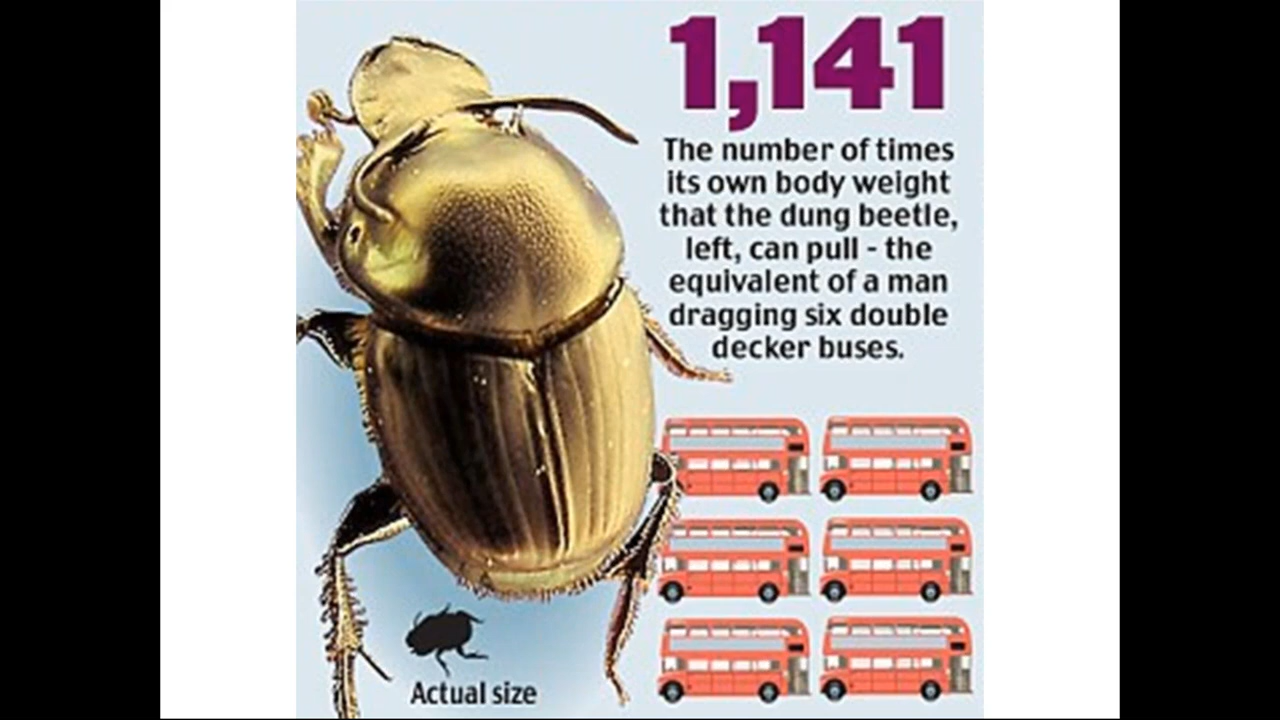 1,141
The number of times
its own body weight
that the dung beetle,
left, can pull - the
equivalent of a man
dragging six double
decker buses.
Actual size